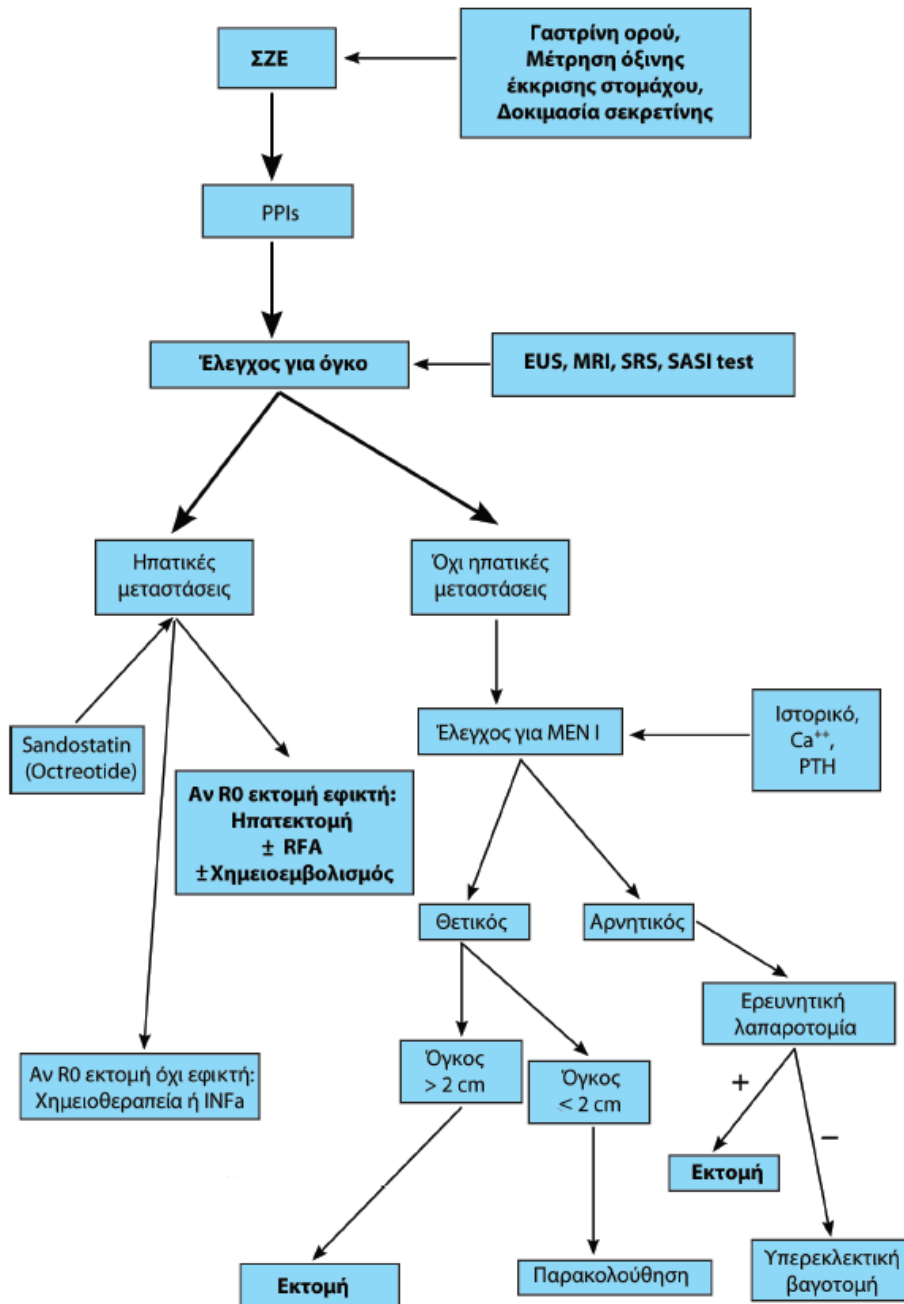 ΣΖΕ
Γαστρίνη ορού,
Μέτρηση όξινης
έκκρισης στομάχου,
Δοκιμασία σεκρετίνης
PPIs
Έλεγχος για όγκο
EUS, MRI, SRS, SASI test
Ηπατικές
μεταστάσεις
Όχι ηπατικές
μεταστάσεις
Sandostatin
(Octreotide)
Αν R0 εκτομή εφικτή:
Ηπατεκτομή
± RFA
±Χημειοεμβολισμός
Έλεγχος για MEN I
Ιστορικό,
Ca⁺⁺,
PTH
Θετικός
Αρνητικός
Αν R0 εκτομή όχι εφικτή:
Χημειοθεραπεία ή INFa
Όγκος
> 2 cm
Όγκος
< 2 cm
Ερευνητική
λαπαροτομία
+
−
Εκτομή
Εκτομή
Παρακολούθηση
Υπερεκλεκτική
βαγοτομή